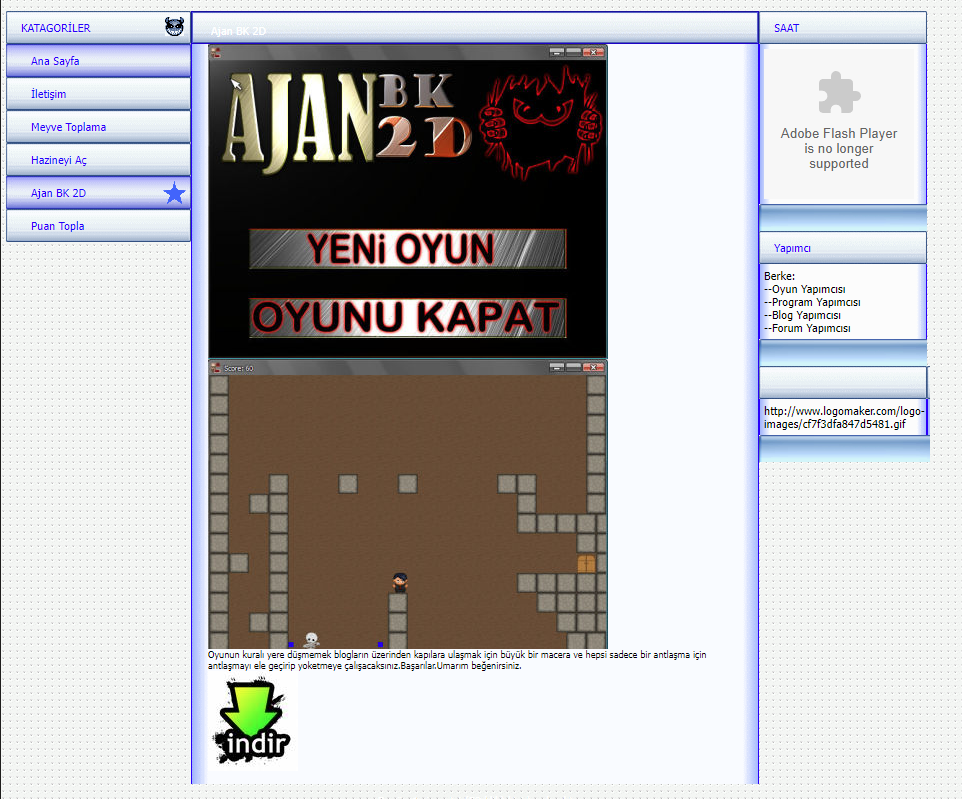 KATAGORİLER
Ana Sayfa
İletişim
Meyve Toplama
Hazineyi Aç
Ajan BK 2D
Puan Topla
Ajan BK 2D
AJAN BK 2D
YENİ OYUN
OYUNU KAPAT
Score: 60
Oyunun kuralı yere düşmemek blogların üzerinden kapılara ulaşmak için büyük bir macera ve hepsi sadece bir antlaşma için
antlaşmayı ele geçirip yoketmeye çalışacaksınız.Başarılar.Umarım beğenirsiniz.
indir
SAAT
Adobe Flash Player
is no longer
supported
Yapımcı
Berke:
--Oyun Yapımcısı
--Program Yapımcısı
--Blog Yapımcısı
--Forum Yapımcısı
http://www.logomaker.com/logo-
images/cf7f3dfa847d5481.gif